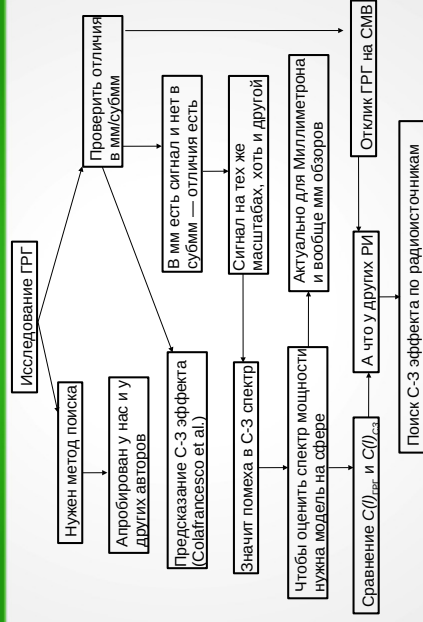 Исследование ГРГ
Нужен метод поиска
Проверить отличия
в мм/субмм
Апробирован у нас и у
других авторов
В мм есть сигнал и нет в
субмм — отличия есть
Предсказание С-З эффекта
(Colafrancesco et al.)
Сигнал на тех же
масштабах, хоть и другой
Значит помеха в С-З спектр
Чтобы оценить спектр мощности
нужна модель на сфере
Актуально для Миллиметрона
и вообще мм обзоров
Сравнение C(l)ГРГ и C(l)СЗ
А что у других РИ
Отклик ГРГ на СМВ
Поиск С-З эффекта по радиоисточникам